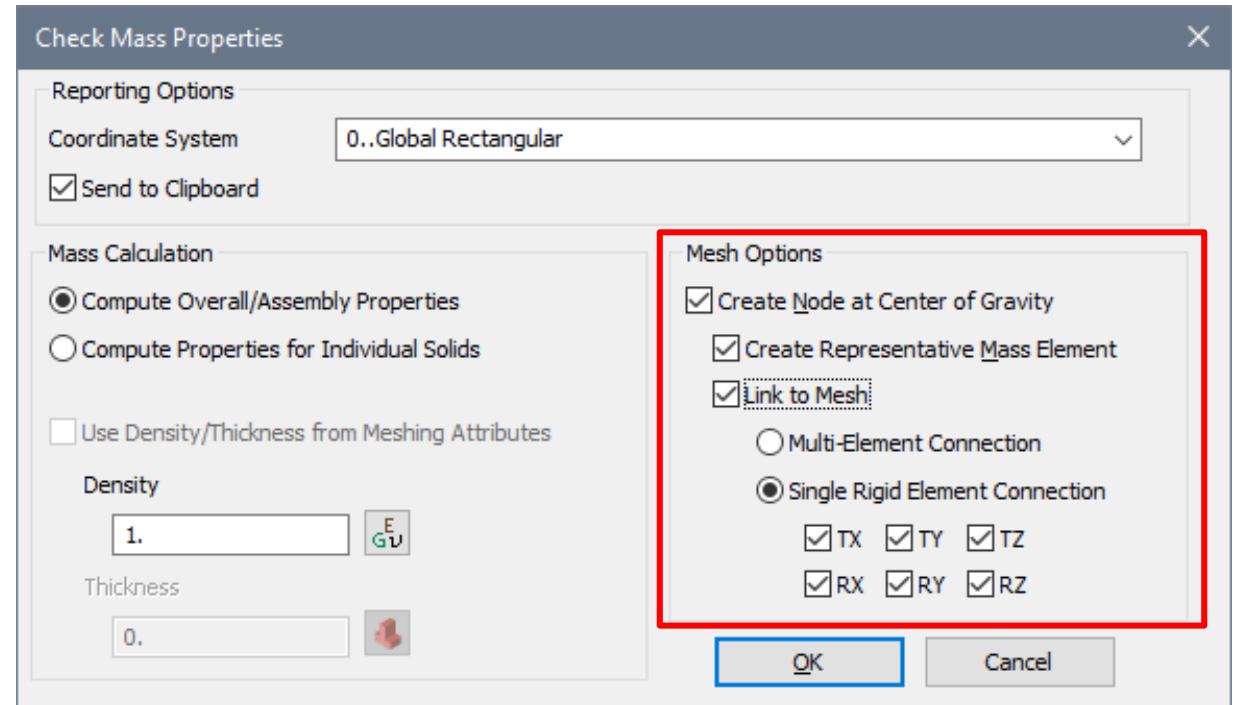 Check Mass Properties
Reporting Options
Coordinate System 0..Global Rectangular
Send to Clipboard
Mass Calculation
Compute Overall/Assembly Properties
Compute Properties for Individual Solids
Use Density/Thickness from Meshing Attributes
Density
1.
G E ν
Thickness
0.
Mesh Options
Create Node at Center of Gravity
Create Representative Mass Element
Link to Mesh
Multi-Element Connection
Single Rigid Element Connection
TX TY TZ
RX RY RZ
OK Cancel